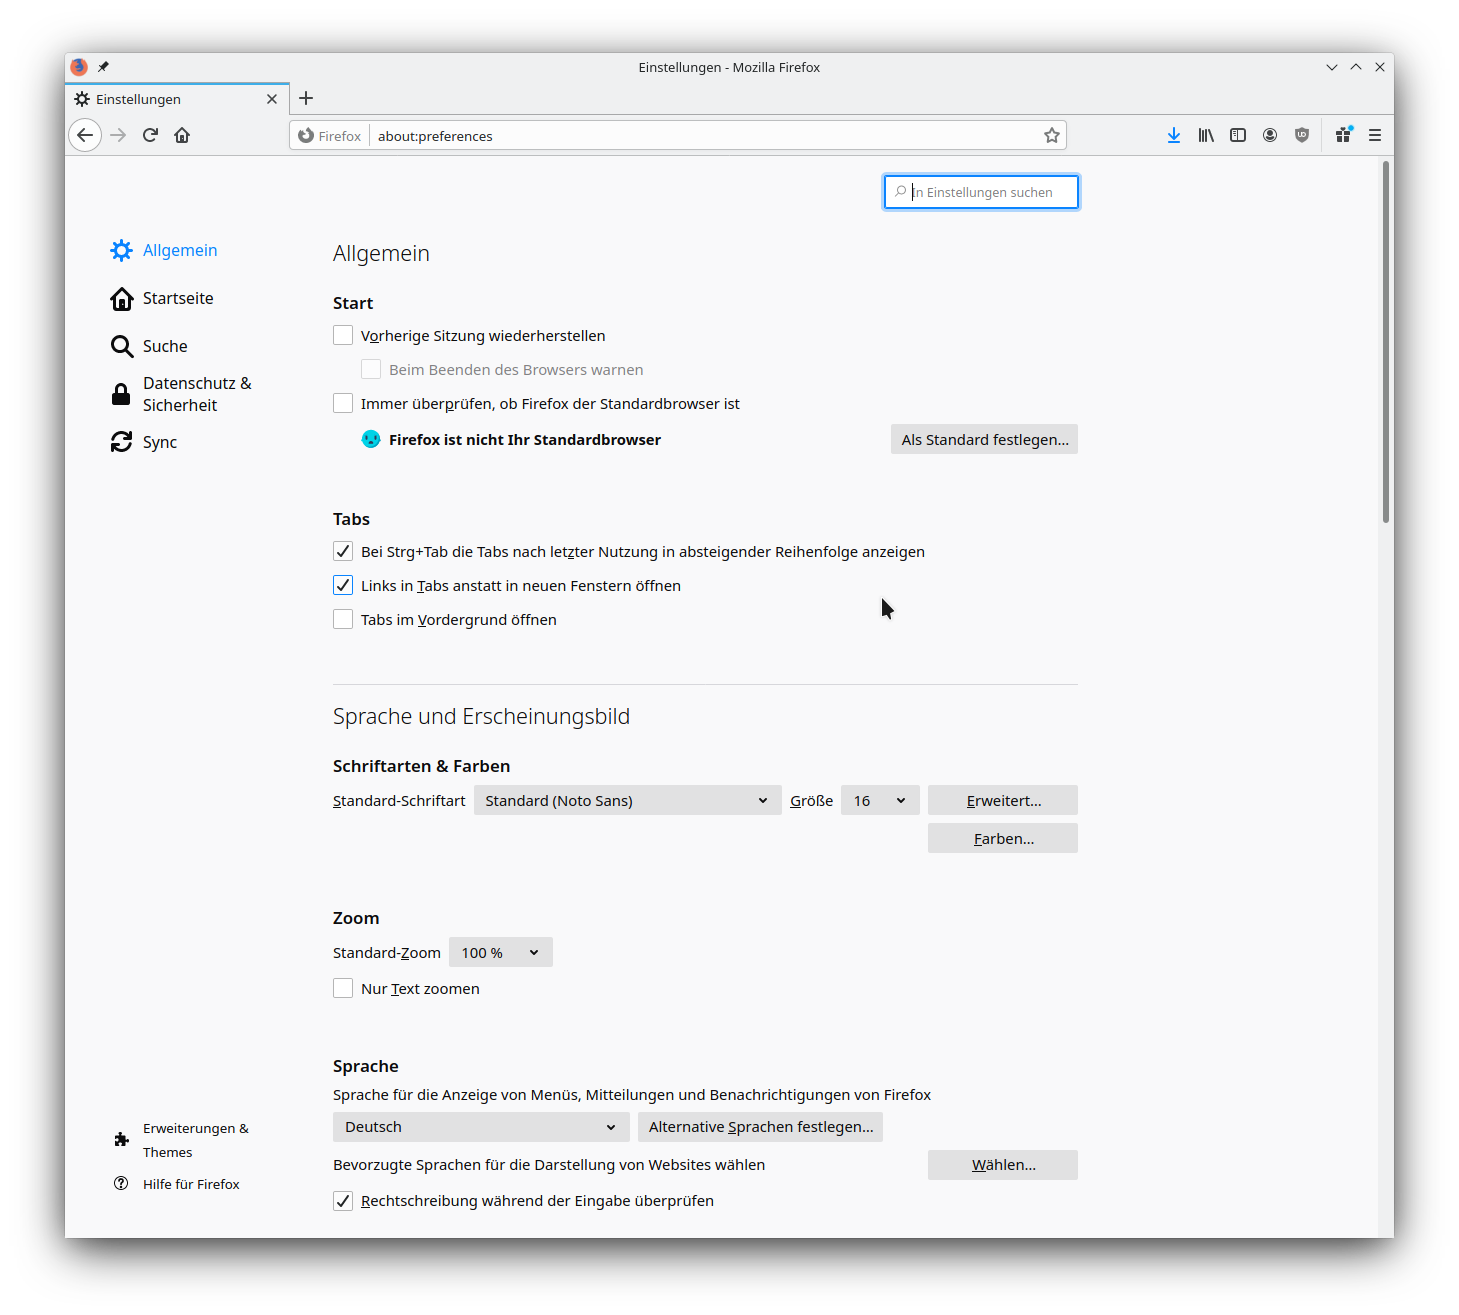 Einstellungen - Mozilla Firefox
Einstellungen
Firefox about:preferences
In Einstellungen suchen
Allgemein
Startseite
Suche
Datenschutz &
Sicherheit
Sync
Erweiterungen &
Themes
Hilfe für Firefox
Allgemein
Start
Vorherige Sitzung wiederherstellen
Beim Beenden des Browsers warnen
Immer überprüfen, ob Firefox der Standardbrowser ist
Firefox ist nicht Ihr Standardbrowser Als Standard festlegen...
Tabs
Bei Strg+Tab die Tabs nach letzter Nutzung in absteigender Reihenfolge anzeigen
Links in Tabs anstatt in neuen Fenstern öffnen
Tabs im Vordergrund öffnen
Sprache und Erscheinungsbild
Schriftarten & Farben
Standard-Schriftart Standard (Noto Sans) Größe 16 Erweitert...
Farben...
Zoom
Standard-Zoom 100 %
Nur Text zoomen
Sprache
Sprache für die Anzeige von Menüs, Mitteilungen und Benachrichtigungen von Firefox
Deutsch Alternative Sprachen festlegen...
Bevorzugte Sprachen für die Darstellung von Websites wählen Wählen...
Rechtschreibung während der Eingabe überprüfen